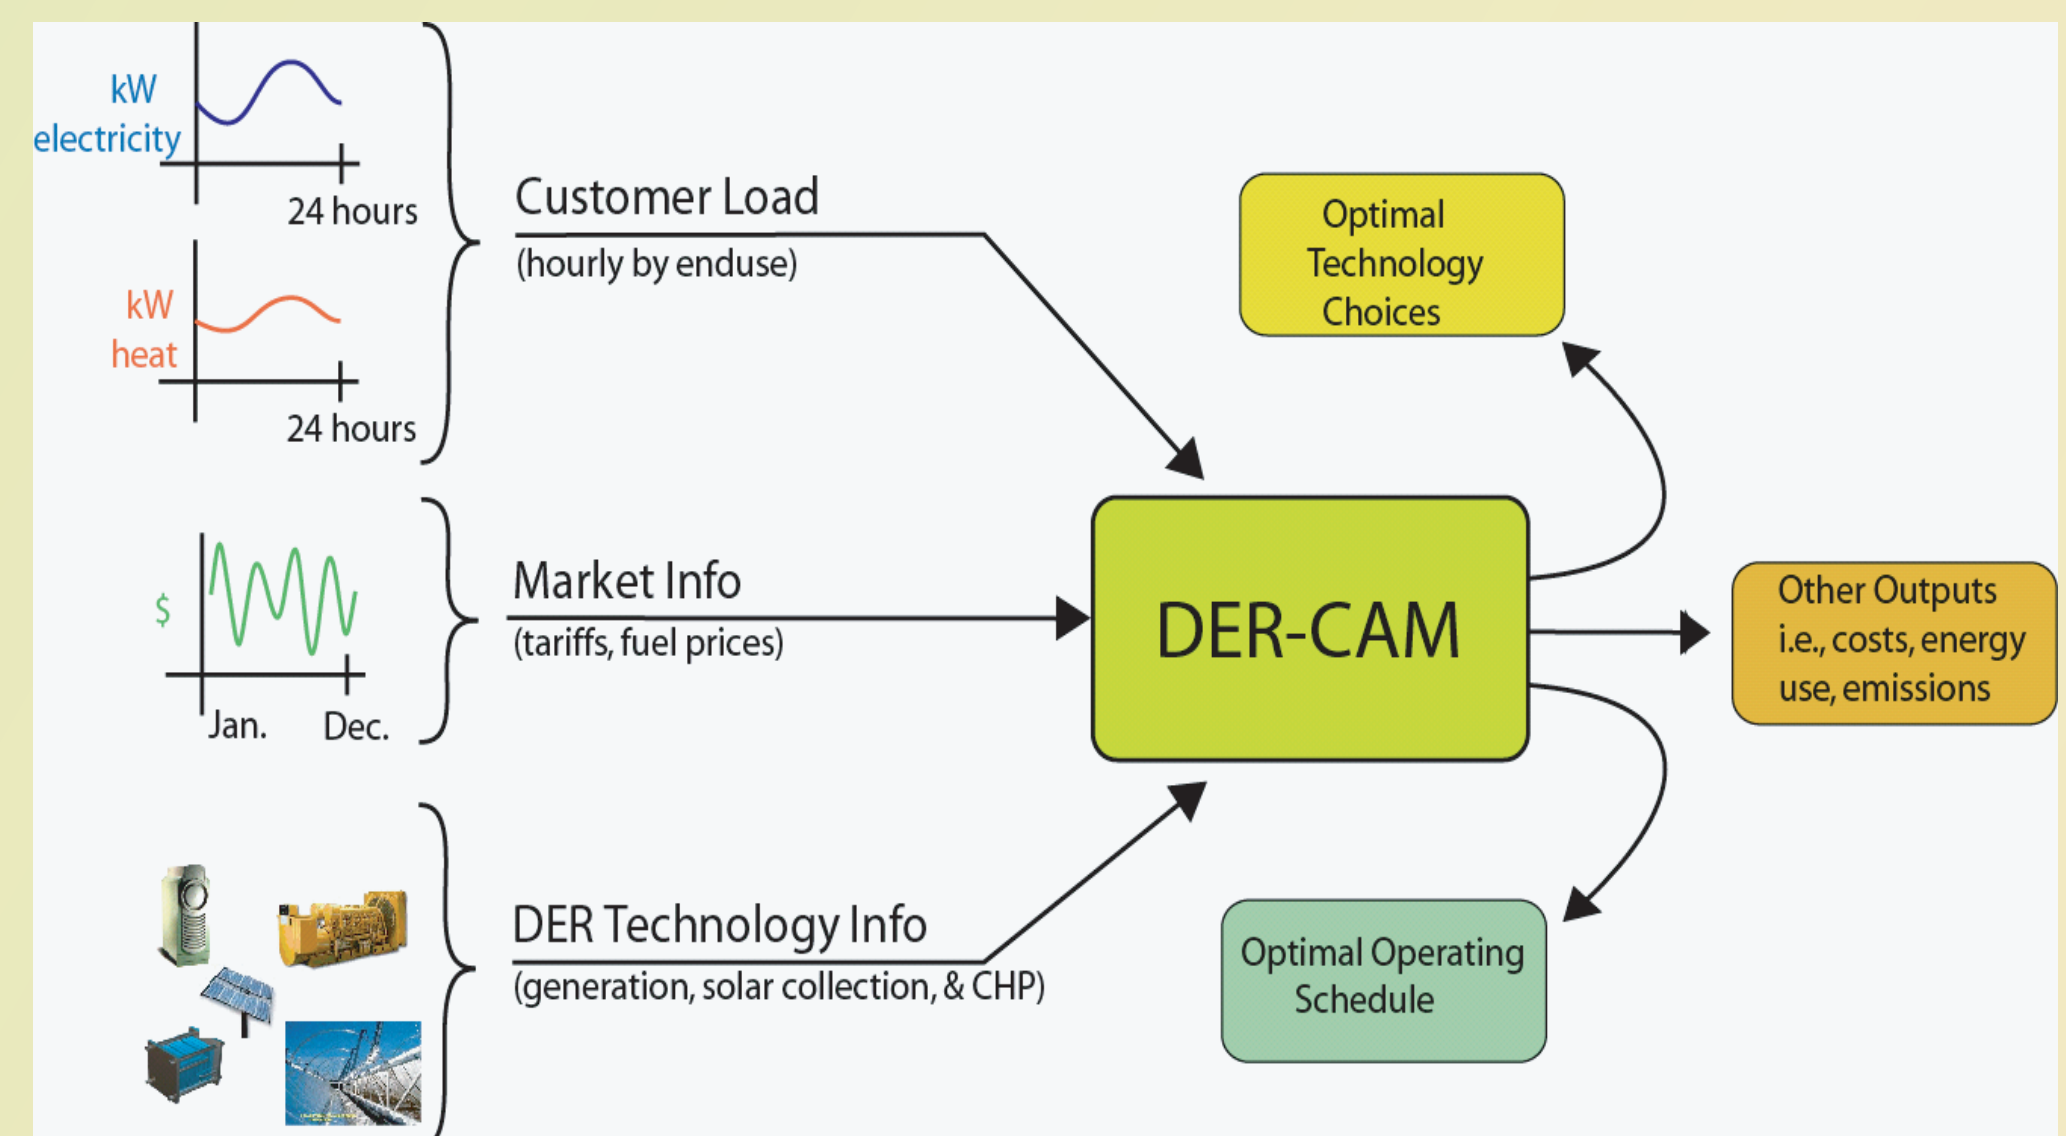 kW
electricity
24 hours
kW
heat
24 hours
Customer Load
(hourly by enduse)
$
Jan.
Dec.
Market Info
(tariffs, fuel prices)
DER Technology Info
(generation, solar collection, & CHP)
DER-CAM
Optimal
Technology
Choices
Other Outputs
i.e., costs, energy
use, emissions
Optimal Operating
Schedule